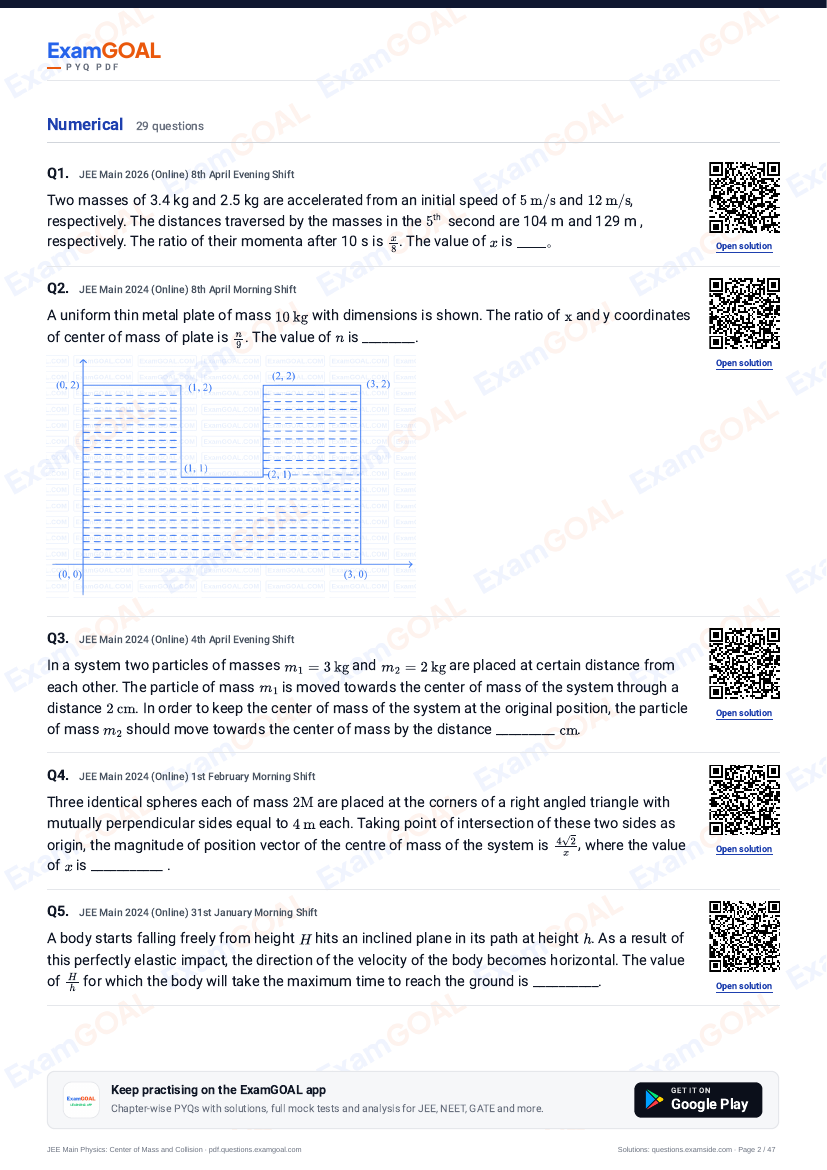 ExamGOAL
PYQ PDF
Numerical 29 questions
Q1. JEE Main 2026 (Online) 8th April Evening Shift
Two masses of 3.4 kg and 2.5 kg are accelerated from an initial speed of 5 m/s and 12 m/s,
respectively. The distances traversed by the masses in the 5th second are 104 m and 129 m ,
respectively. The ratio of their momenta after 10 s is x/8. The value of x is ____。
Open solution
Q2. JEE Main 2024 (Online) 8th April Morning Shift
A uniform thin metal plate of mass 10 kg with dimensions is shown. The ratio of x and y coordinates
of center of mass of plate is n/9. The value of n is ________.
Open solution
(2, 2)
(0, 2) (1, 2) (3, 2)
(1, 1) (2, 1)
(0, 0) (3, 0)
Q3. JEE Main 2024 (Online) 4th April Evening Shift
In a system two particles of masses m₁ = 3 kg and m₂ = 2 kg are placed at certain distance from
each other. The particle of mass m₁ is moved towards the center of mass of the system through a
distance 2 cm. In order to keep the center of mass of the system at the original position, the particle
of mass m₂ should move towards the center of mass by the distance _________ cm.
Open solution
Q4. JEE Main 2024 (Online) 1st February Morning Shift
Three identical spheres each of mass 2M are placed at the corners of a right angled triangle with
mutually perpendicular sides equal to 4 m each. Taking point of intersection of these two sides as
origin, the magnitude of position vector of the centre of mass of the system is 4√2/x, where the value
of x is ___________ .
Open solution
Q5. JEE Main 2024 (Online) 31st January Morning Shift
A body starts falling freely from height H hits an inclined plane in its path at height h. As a result of
this perfectly elastic impact, the direction of the velocity of the body becomes horizontal. The value
of H/h for which the body will take the maximum time to reach the ground is __________.
Open solution
ExamGOAL
Keep practising on the ExamGOAL app
Chapter-wise PYQs with solutions, full mock tests and analysis for JEE, NEET, GATE and more.
GET IT ON
Google Play
JEE Main Physics: Center of Mass and Collision · pdf.questions.examgoal.com Solutions: questions.examside.com · Page 2 / 47